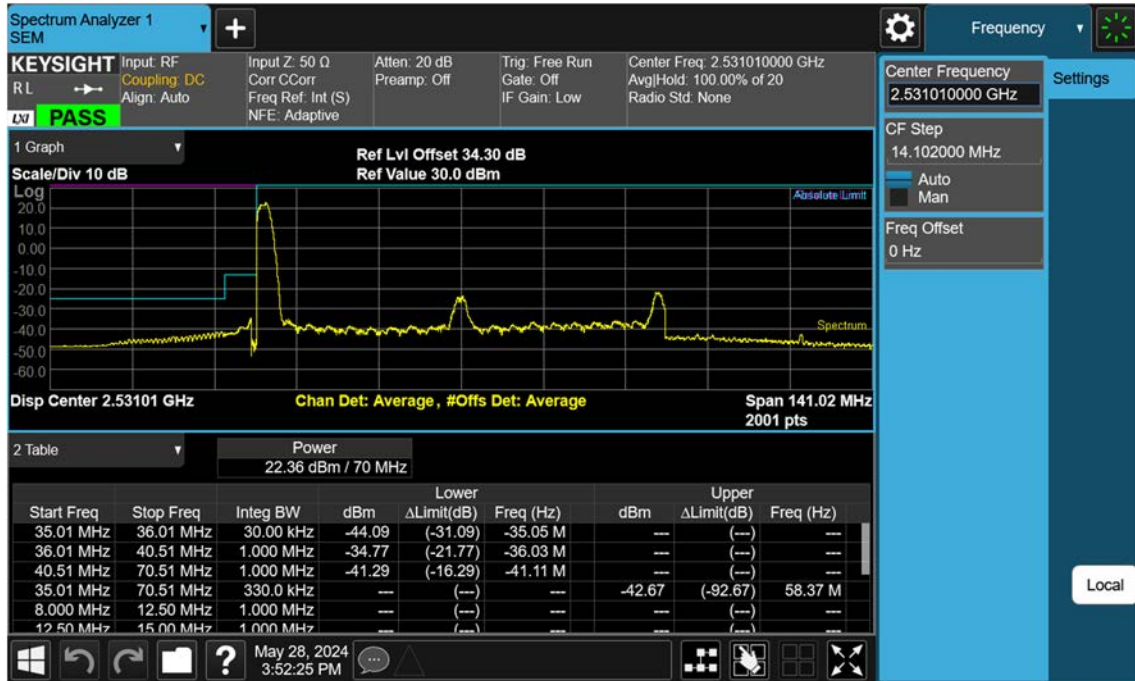 Spectrum Analyzer 1
SEM
Frequency
KEYSIGHT
Input: RF
Coupling: DC
Align: Auto
Input Z: 50 Ω
Corr CCorr
Freq Ref: Int (S)
NFE: Adaptive
Atten: 20 dB
Preamp: Off
Trig: Free Run
Gate: Off
IF Gain: Low
Center Freq: 2.531010000 GHz
Avg|Hold: 100.00% of 20
Radio Std: None
RL
LXI PASS
Center Frequency
2.531010000 GHz
Settings
CF Step
14.102000 MHz
Auto
Man
Freq Offset
0 Hz
1 Graph
Scale/Div 10 dB
Ref Lvl Offset 34.30 dB
Ref Value 30.0 dBm
Log
Absolute Limit
20.0
10.0
0.00
-10.0
-20.0
-30.0
-40.0
-50.0
-60.0
Spectrum
Disp Center 2.53101 GHz
Chan Det: Average, #Offs Det: Average
Span 141.02 MHz
2001 pts
2 Table
Power
22.36 dBm / 70 MHz
Lower Upper
Start Freq Stop Freq Integ BW dBm ΔLimit(dB) Freq (Hz) dBm ΔLimit(dB) Freq (Hz)
35.01 MHz 36.01 MHz 30.00 kHz -44.09 (-31.09) -35.05 M --- (---) ---
36.01 MHz 40.51 MHz 1.000 MHz -34.77 (-21.77) -36.03 M --- (---) ---
40.51 MHz 70.51 MHz 1.000 MHz -41.29 (-16.29) -41.11 M --- (---) ---
35.01 MHz 70.51 MHz 330.0 kHz --- (---) --- -42.67 (-92.67) 58.37 M
8.000 MHz 12.50 MHz 1.000 MHz --- (---) --- --- (---) ---
12.50 MHz 15.00 MHz 1.000 MHz --- (---) --- --- (---) ---
Local
May 28, 2024
3:52:25 PM